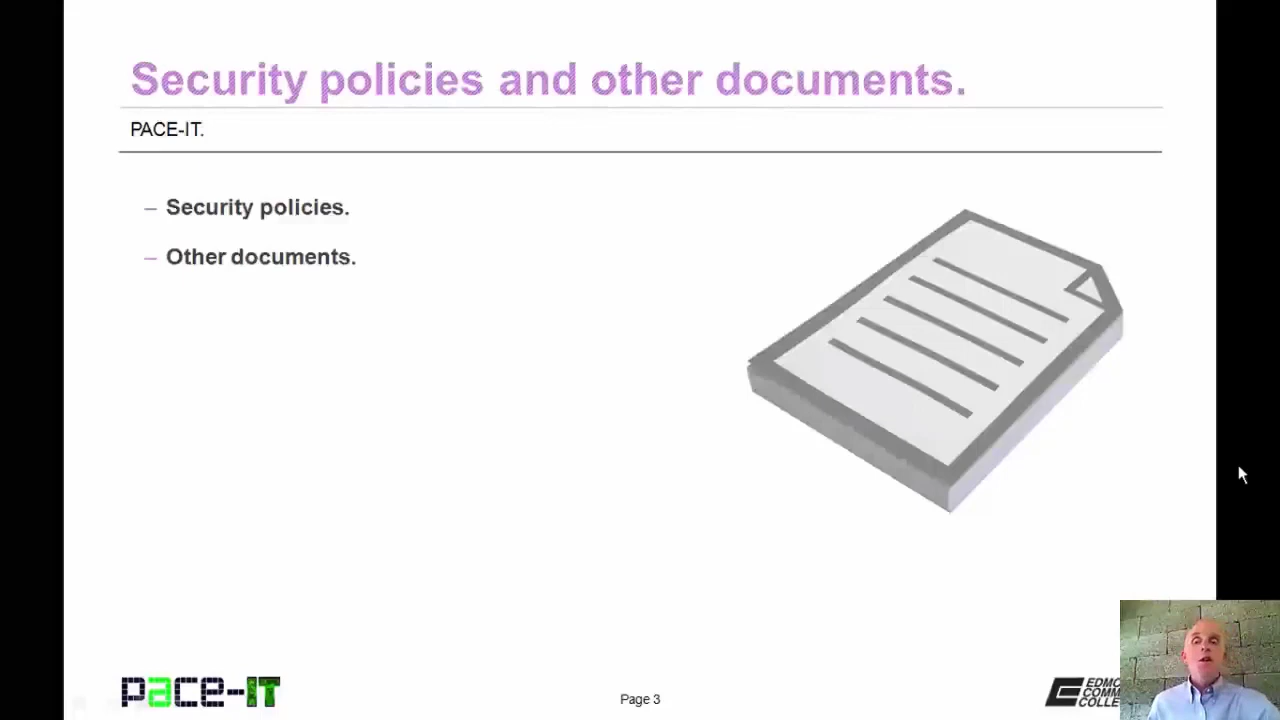 Security policies and other documents.
PACE-IT.
– Security policies.
– Other documents.
pace-IT
Page 3